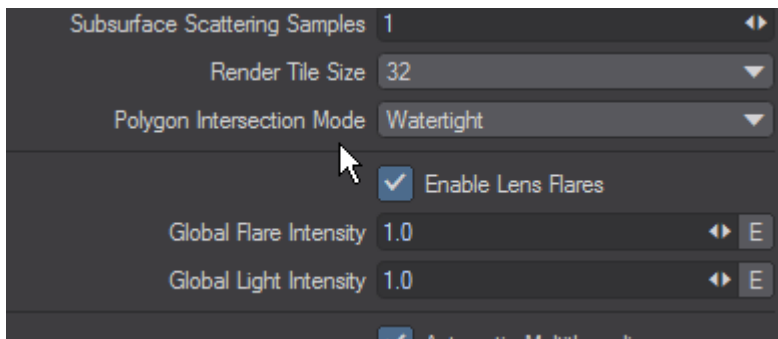 Subsurface Scattering Samples 1
Render Tile Size 32
Polygon Intersection Mode Watertight
Enable Lens Flares
Global Flare Intensity 1.0 E
Global Light Intensity 1.0 E